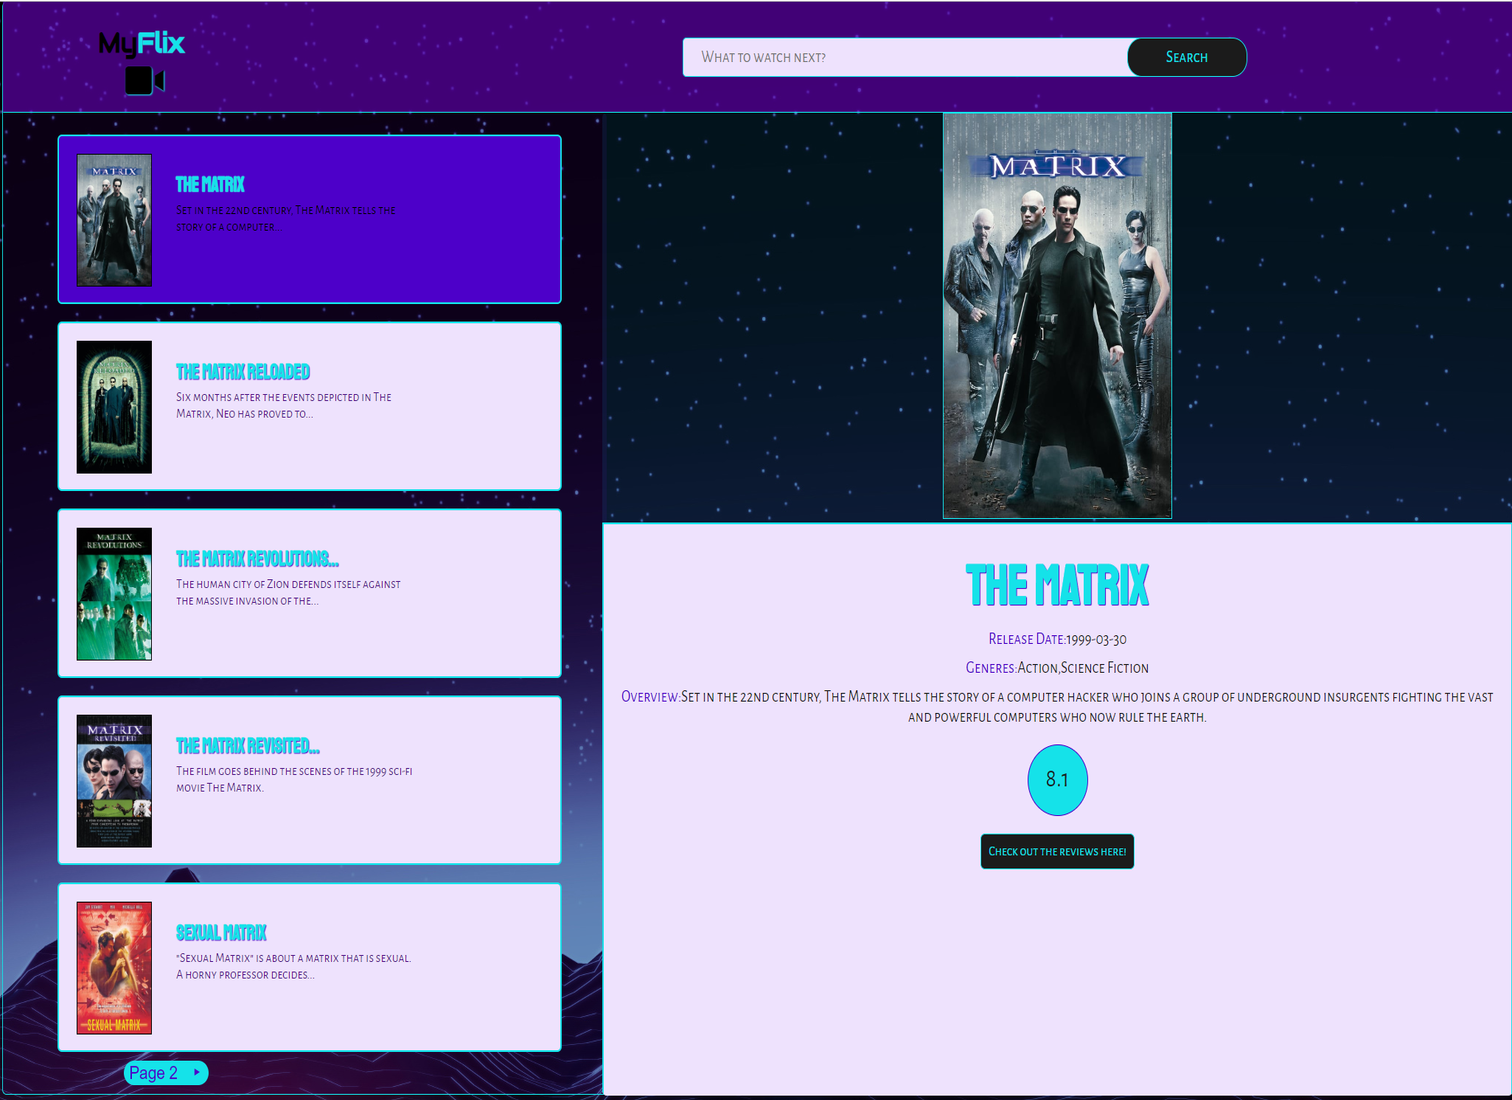 MyFlix
What to watch next?
Search
MATRIX
The Matrix
Set in the 22nd century, The Matrix tells the
story of a computer...
The Matrix Reloaded
Six months after the events depicted in The
Matrix, Neo has proved to...
MATRIX
REVOLUTIONS
The Matrix Revolutions...
The human city of Zion defends itself against
the massive invasion of the...
MATRIX
REVISITED
The Matrix Revisited...
The film goes behind the scenes of the 1999 sci-fi
movie The Matrix.
SEXUAL MATRIX
Sexual Matrix
"Sexual Matrix" is about a matrix that is sexual.
A horny professor decides...
Page 2
THE
MATRIX
The Matrix
Release Date:1999-03-30
Generes:Action,Science Fiction
Overview:Set in the 22nd century, The Matrix tells the story of a computer hacker who joins a group of underground insurgents fighting the vast
and powerful computers who now rule the earth.
8.1
Check out the reviews here!